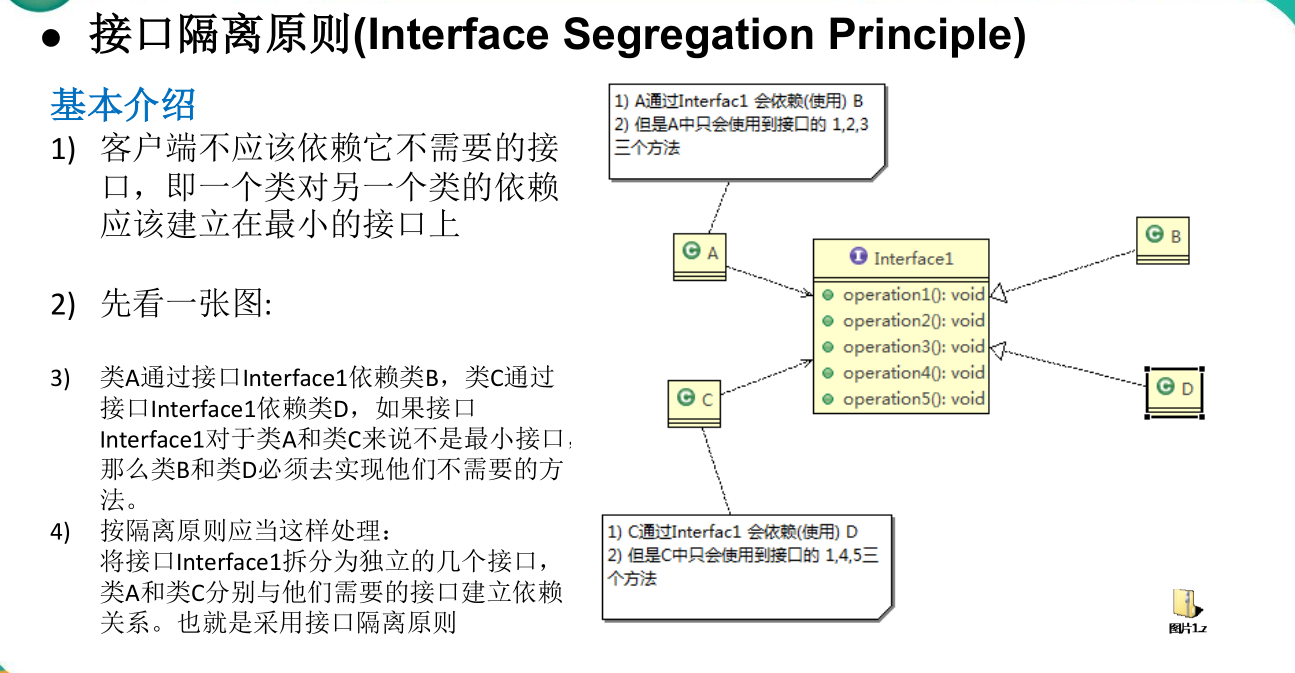 ● 接口隔离原则(Interface Segregation Principle)
基本介绍
1) 客户端不应该依赖它不需要的接
口，即一个类对另一个类的依赖
应该建立在最小的接口上
2) 先看一张图:
3) 类A通过接口Interface1依赖类B，类C通过
接口Interface1依赖类D，如果接口
Interface1对于类A和类C来说不是最小接口，
那么类B和类D必须去实现他们不需要的方
法。
4) 按隔离原则应当这样处理：
将接口Interface1拆分为独立的几个接口，
类A和类C分别与他们需要的接口建立依赖
关系。也就是采用接口隔离原则
1) A通过Interfac1 会依赖(使用) B
2) 但是A中只会使用到接口的 1,2,3
三个方法
C A
I Interface1
operation1(): void
operation2(): void
operation3(): void
operation4(): void
operation5(): void
C B
C C
C D
1) C通过Interfac1 会依赖(使用) D
2) 但是C中只会使用到接口的 1,4,5三
个方法
图片1.z